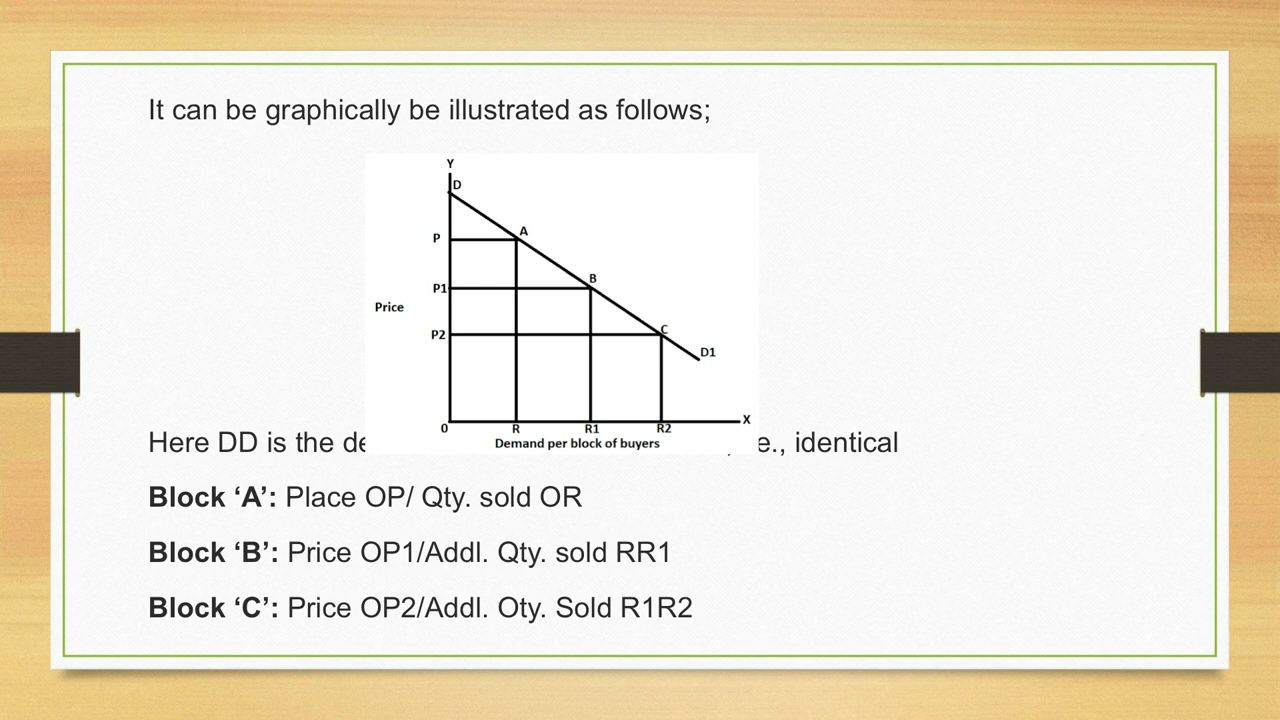 It can be graphically be illustrated as follows;
Y
D
P
A
P1
B
Price
P2
C
D1
0
R
R1
R2
X
Demand per block of buyers
Here DD is the e., identical
Block ‘A’: Place OP/ Qty. sold OR
Block ‘B’: Price OP1/Addl. Qty. sold RR1
Block ‘C’: Price OP2/Addl. Oty. Sold R1R2